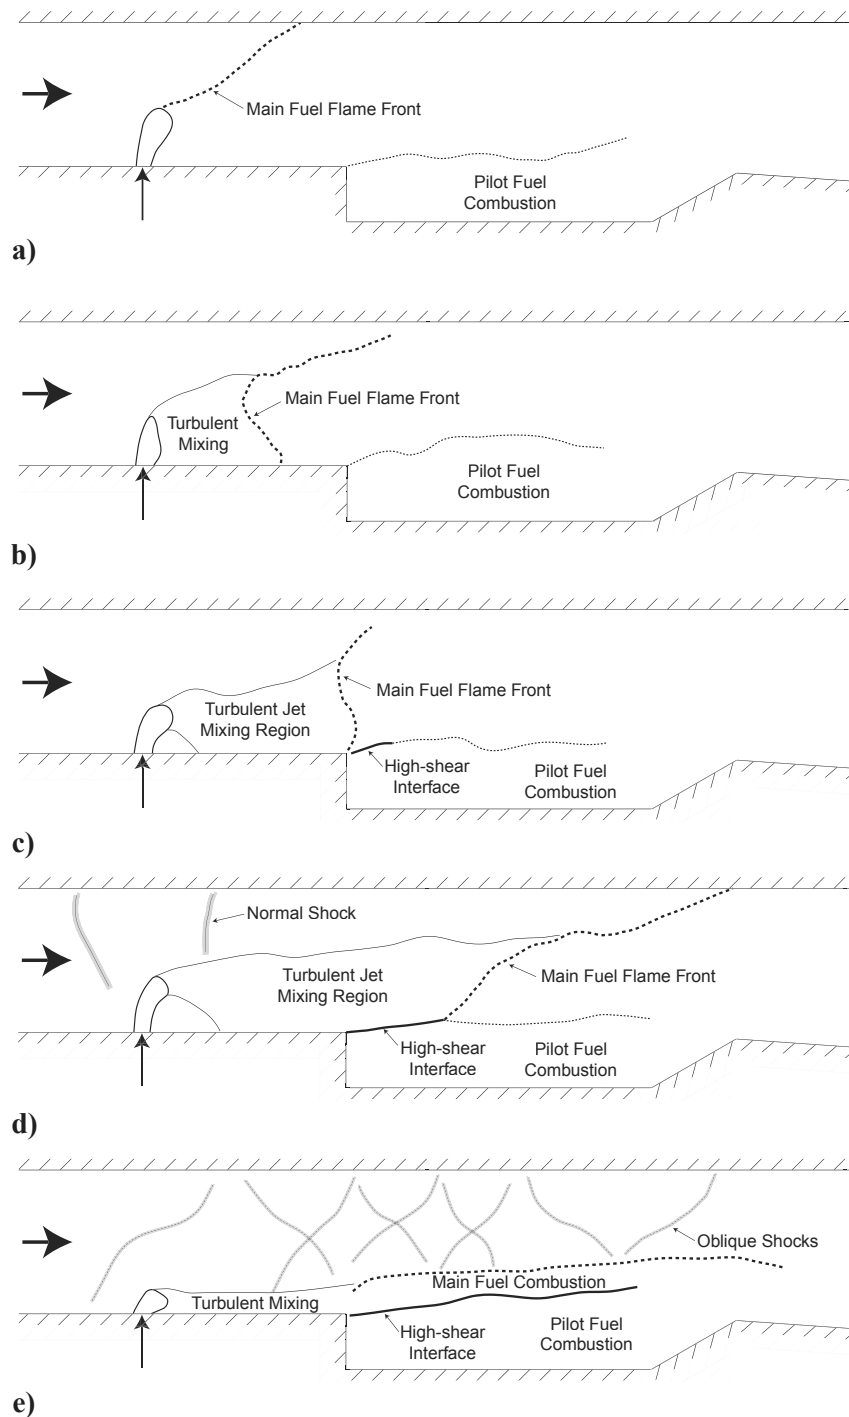 Main Fuel Flame Front
Pilot Fuel
Combustion
a)
Main Fuel Flame Front
Turbulent
Mixing
Pilot Fuel
Combustion
b)
Main Fuel Flame Front
Turbulent Jet
Mixing Region
High-shear
Interface
Pilot Fuel
Combustion
c)
Normal Shock
Turbulent Jet
Mixing Region
Main Fuel Flame Front
High-shear
Interface
Pilot Fuel
Combustion
d)
Oblique Shocks
Main Fuel Combustion
Turbulent Mixing
High-shear
Interface
Pilot Fuel
Combustion
e)